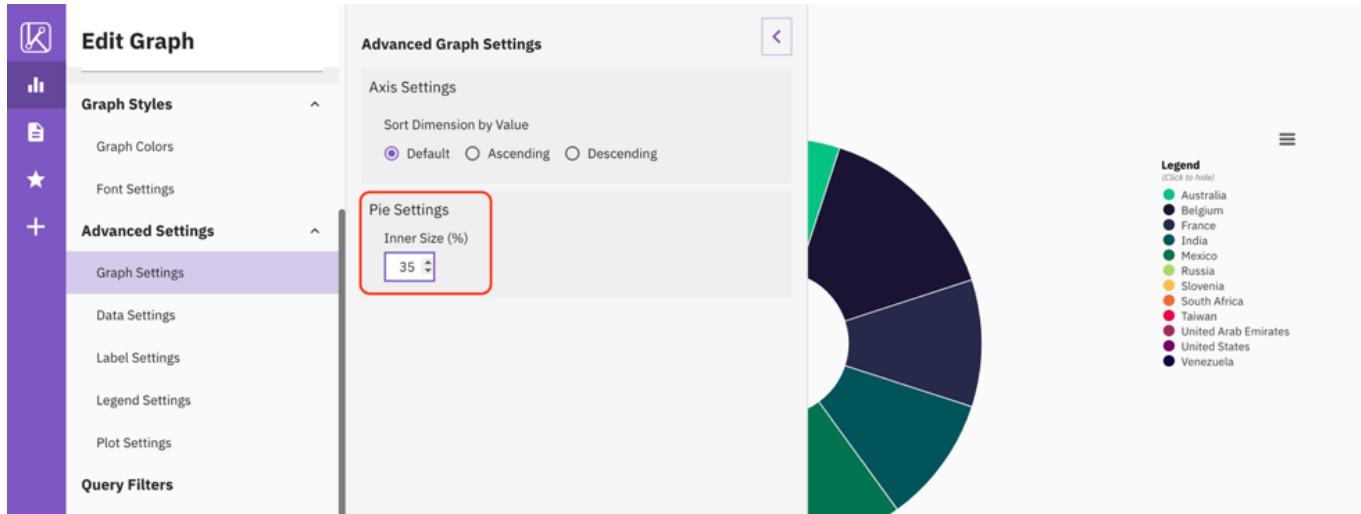 Edit Graph
Graph Styles
Graph Colors
Font Settings
Advanced Settings
Graph Settings
Data Settings
Label Settings
Legend Settings
Plot Settings
Query Filters
Advanced Graph Settings
Axis Settings
Sort Dimension by Value
Default Ascending Descending
Pie Settings
Inner Size (%)
35
Legend
(Click to hide)
Australia
Belgium
France
India
Mexico
Russia
Slovenia
South Africa
Taiwan
United Arab Emirates
United States
Venezuela